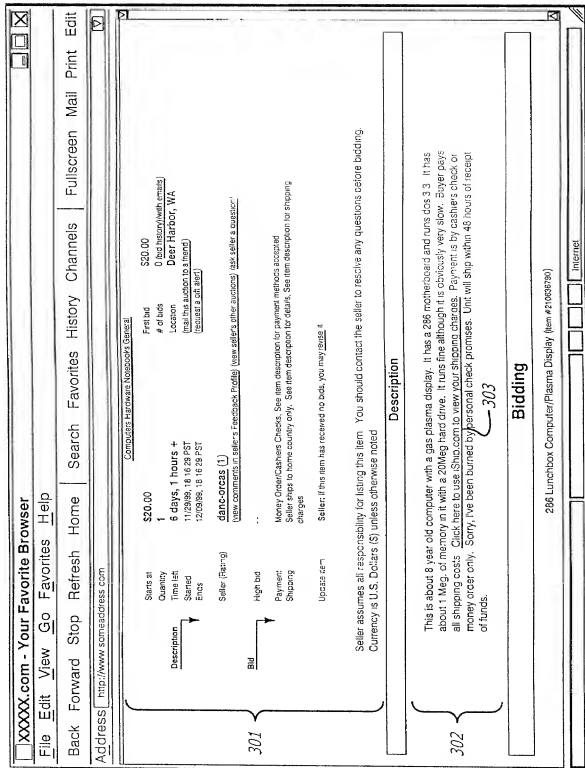 XXXXX.com - Your Favorite Browser
File Edit View Go Favorites Help
Back Forward Stop Refresh Home Search Favorites History Channels Fullscreen Mail Print Edit
Address http://www.someaddress.com
Computers Hardware Notebooks General
Starts at $20.00 First bid $20.00
Quantity 1 # of bids 0 (bid history)(with emails)
Time left 6 days, 1 hours + Location Deer Harbor, WA
Description
Started 11/29/99, 18 16 29 PST (mail this auction to a friend)
Ends 12/09/99, 18 16 29 PST (request a gift alert)
Seller (Rating) danc-orcas (1)
(view comments in seller's Feedback Profile) (view seller's other auctions) (ask seller a question)
High bid --
Bid
Payment Money Order/Cashiers Checks, See item description for payment methods accepted
Shipping Seller ships to home country only. See item description for details, See item description for shipping
charges
Update item Seller: If this item has received no bids, you may revise it
301
Seller assumes all responsibility for listing this item You should contact the seller to resolve any questions before bidding.
Currency is U.S. Dollars ($) unless otherwise noted
Description
This is about 8 year old computer with a gas plasma display. It has a 286 motherboard and runs dos 3 3 It has
about 1 Meg. of memory in it with a 20Meg hard drive. It runs fine although it is obviously very slow. Buyer pays
all shipping costs Click here to use iShip.com to view your shipping charges. Payment is by cashiers check or
money order only. Sorry, I've been burned by personal check promises. Unit will ship within 48 hours of receipt
of funds.
302
303
Bidding
286 Lunchbox Computer/Plasma Display (item #210636790)
Internet